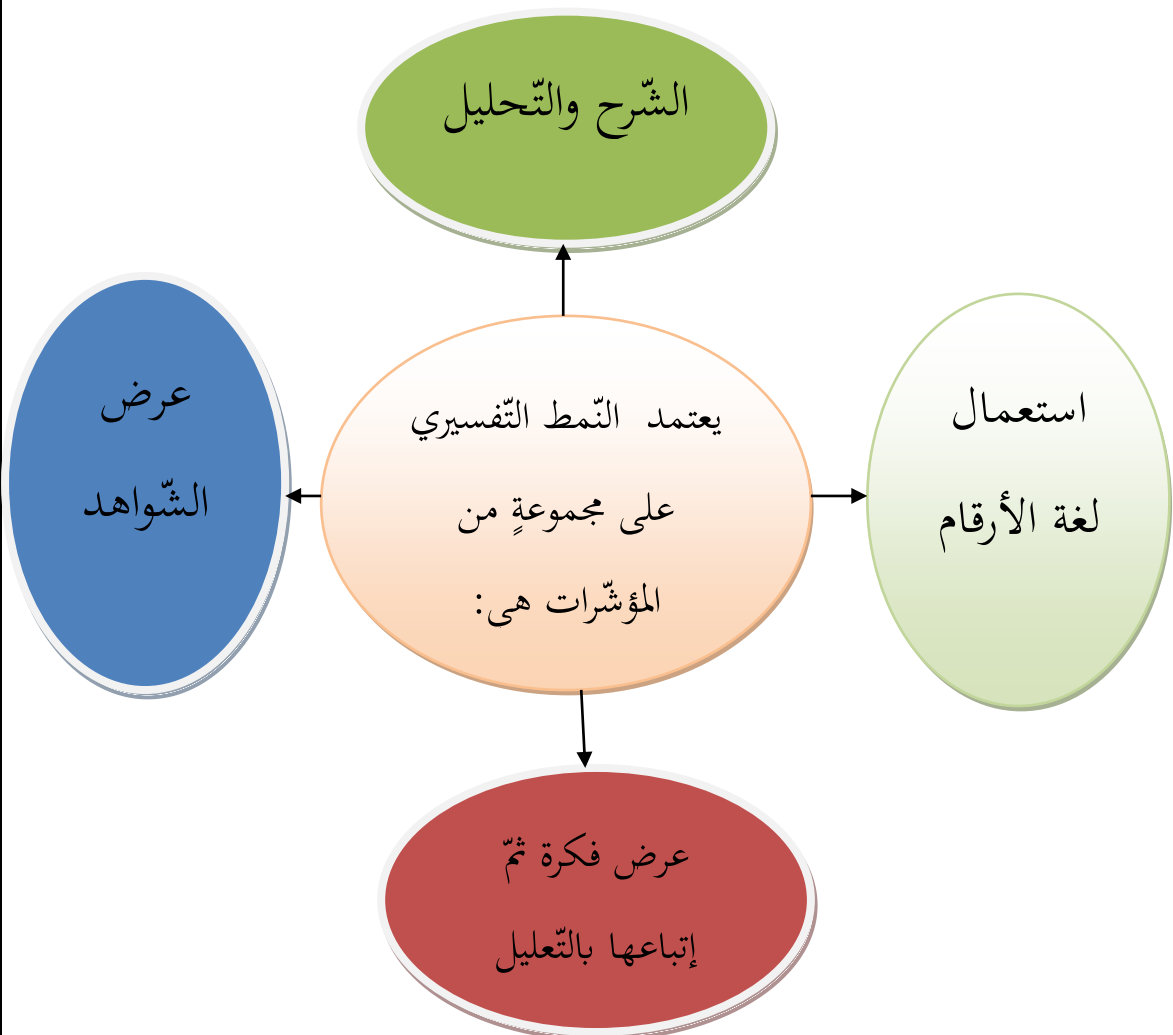 الشّرح والتّحليل
استعمال
لغة الأرقام
يعتمد النّمط التّفسيري
على مجموعةٍ من
المؤشّرات هى:
عرض
الشّواهد
عرض فكرة ثمّ
إتباعها بالتّعليل